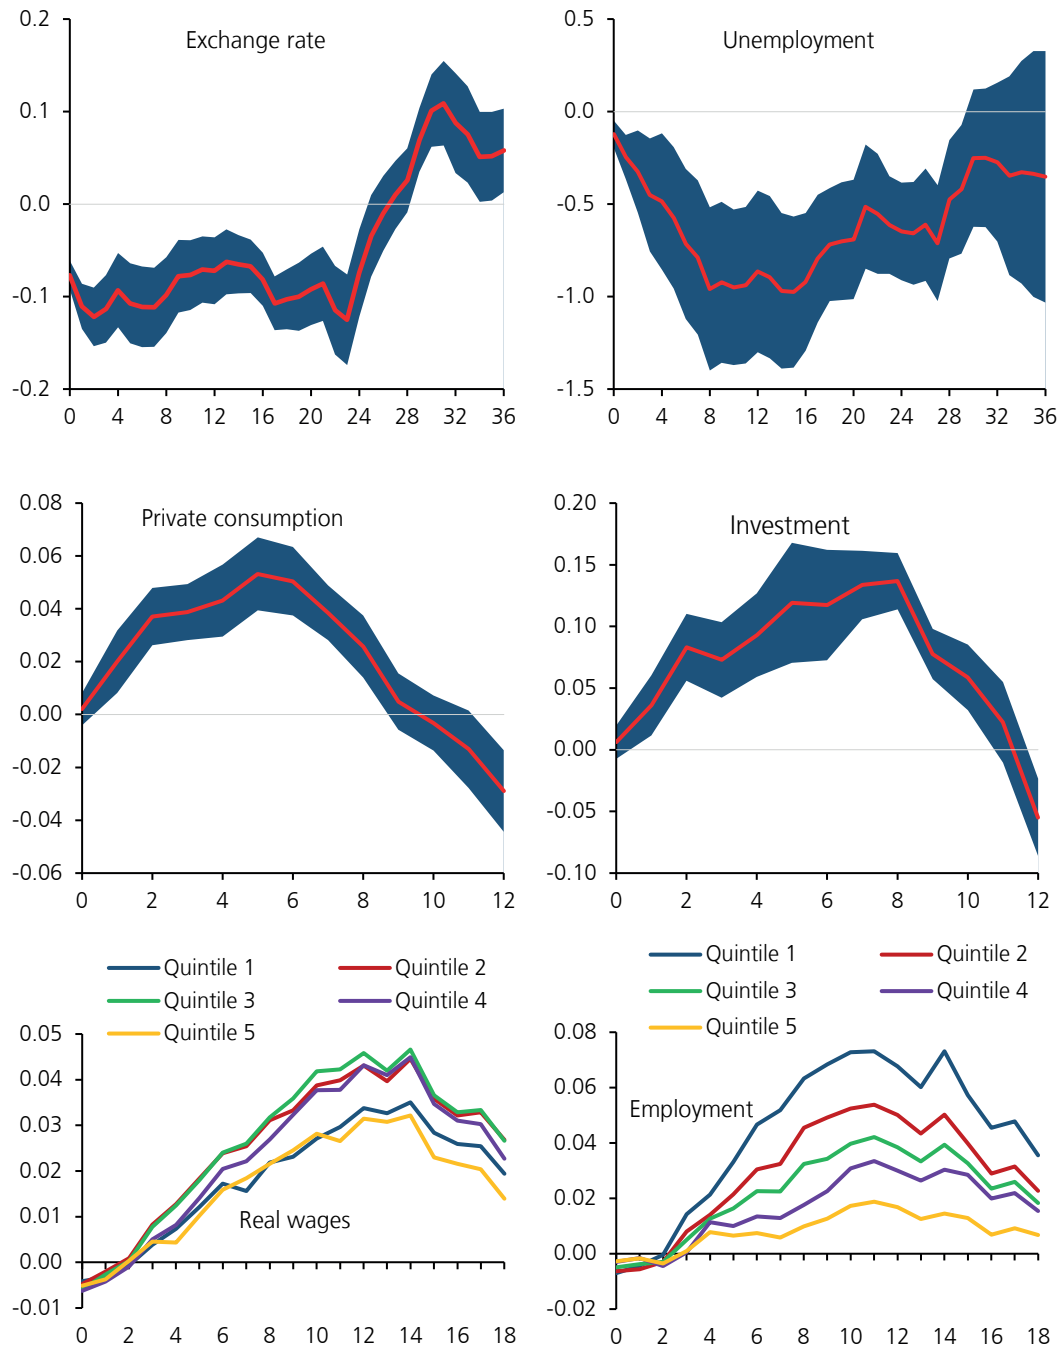 Exchange rate
0.2
0.1
0.0
-0.1
-0.2
0 4 8 12 16 20 24 28 32 36
Unemployment
0.5
0.0
-0.5
-1.0
-1.5
0 4 8 12 16 20 24 28 32 36
Private consumption
0.08
0.06
0.04
0.02
0.00
-0.02
-0.04
-0.06
0 2 4 6 8 10 12
Investment
0.20
0.15
0.10
0.05
0.00
-0.05
-0.10
0 2 4 6 8 10 12
Quintile 1 Quintile 2
Quintile 3 Quintile 4
Quintile 5
0.05
0.04
0.03
0.02
0.01
0.00
-0.01
Real wages
0 2 4 6 8 10 12 14 16 18
Quintile 1 Quintile 2
Quintile 3 Quintile 4
Quintile 5
0.08
0.06
0.04
0.02
0.00
-0.02
Employment
0 2 4 6 8 10 12 14 16 18